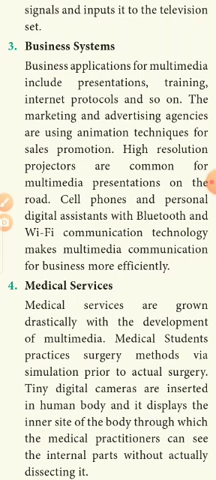 signals and inputs it to the television
set.
3. Business Systems
Business applications for multimedia
include presentations, training,
internet protocols and so on. The
marketing and advertising agencies
are using animation techniques for
sales promotion. High resolution
projectors are common for
multimedia presentations on the
road. Cell phones and personal
digital assistants with Bluetooth and
Wi-Fi communication technology
makes multimedia communication
for business more efficiently.
4. Medical Services
Medical services are grown
drastically with the development
of multimedia. Medical Students
practices surgery methods via
simulation prior to actual surgery.
Tiny digital cameras are inserted
in human body and it displays the
inner site of the body through which
the medical practitioners can see
the internal parts without actually
dissecting it.